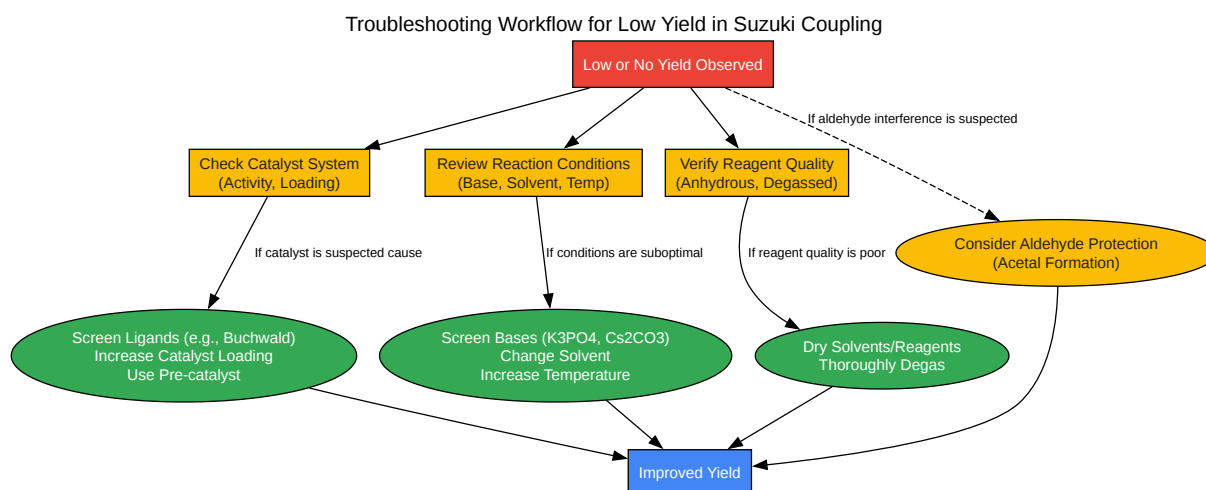 Troubleshooting Workflow for Low Yield in Suzuki Coupling
Low or No Yield Observed
If aldehyde interference is suspected
Check Catalyst System
(Activity, Loading)
Review Reaction Conditions
(Base, Solvent, Temp)
Verify Reagent Quality
(Anhydrous, Degassed)
Consider Aldehyde Protection
(Acetal Formation)
If catalyst is suspected cause
If conditions are suboptimal
If reagent quality is poor
Screen Ligands (e.g., Buchwald)
Increase Catalyst Loading
Use Pre-catalyst
Screen Bases (K3PO4, Cs2CO3)
Change Solvent
Increase Temperature
Dry Solvents/Reagents
Thoroughly Degas
Improved Yield